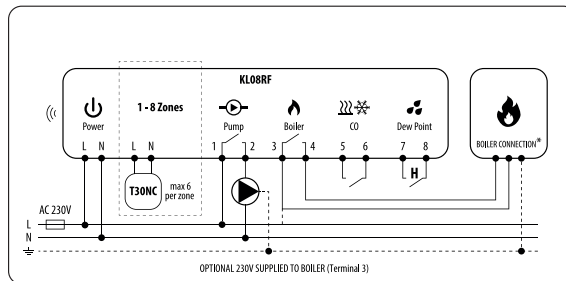 KL08RF
1 - 8 Zones
Power
Pump
Boiler
CO
Dew Point
L N L N 1 2 3 4 5 6 7 8
BOILER CONNECTION*
T30NC
max 6
per zone
H
AC 230V
L
N
OPTIONAL 230V SUPPLIED TO BOILER (Terminal 3)